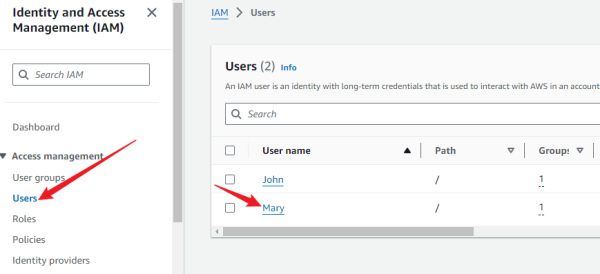 Identity and Access
Management (IAM)
Search IAM
Dashboard
Access management
User groups
Users
Roles
Policies
Identity providers
IAM > Users
Users (2) Info
An IAM user is an identity with long-term credentials that is used to interact with AWS in an account
Search
User name Path Groups
John / 1
Mary / 1